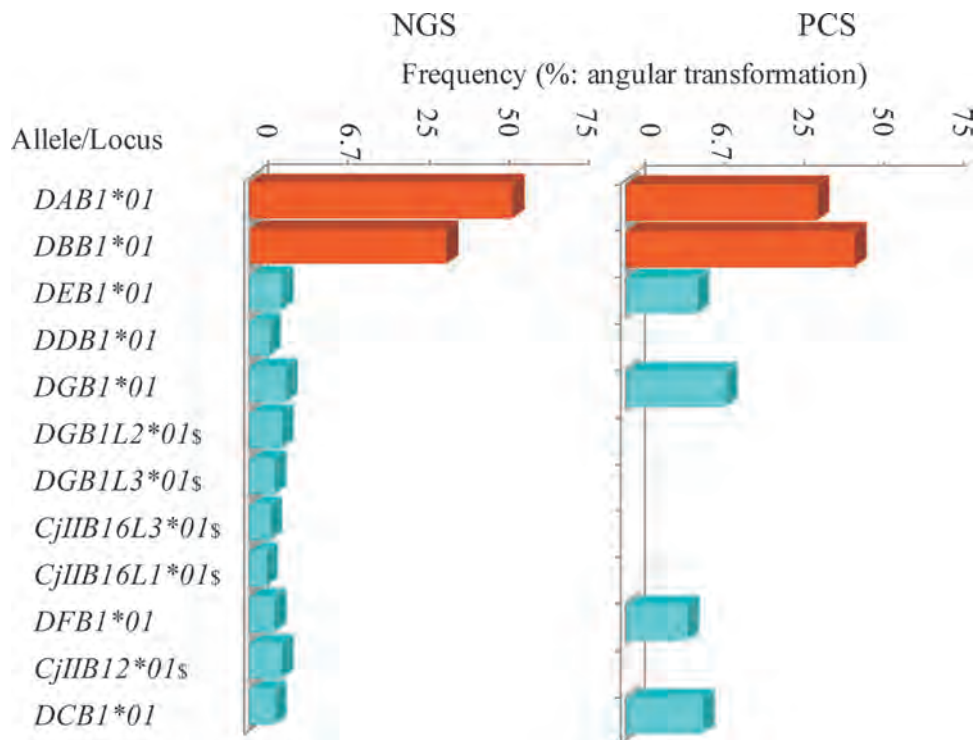 NGS PCS
Frequency (%: angular transformation)
Allele/Locus 0 6.7 25 50 75 0 6.7 25 50 75
DAB1*01
DBB1*01
DEB1*01
DDB1*01
DGB1*01
DGB1L2*01$
DGB1L3*01$
CjIIB16L3*01$
CjIIB16L1*01$
DFB1*01
CjIIB12*01$
DCB1*01